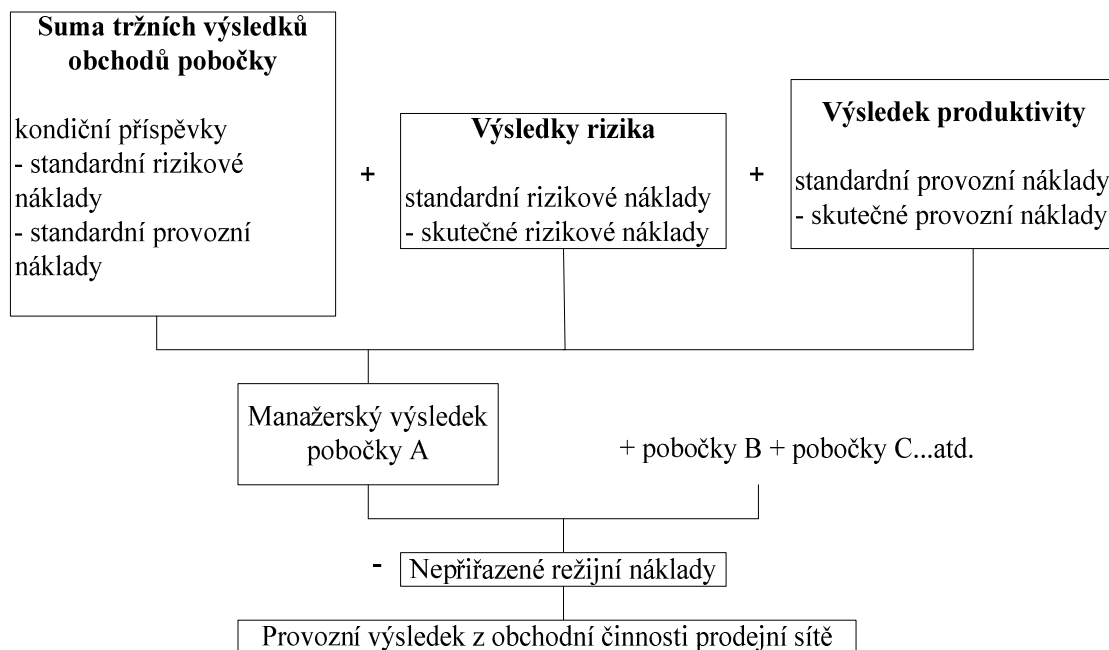 Suma tržních výsledků
obchodů pobočky
kondiční příspěvky
- standardní rizikové
náklady
- standardní provozní
náklady
+
Výsledky rizika
standardní rizikové náklady
- skutečné rizikové náklady
+
Výsledek produktivity
standardní provozní náklady
- skutečné provozní náklady
Manažerský výsledek
pobočky A
+ pobočky B + pobočky C...atd.
- Nepřiřazené režijní náklady
Provozní výsledek z obchodní činnosti prodejní sítě